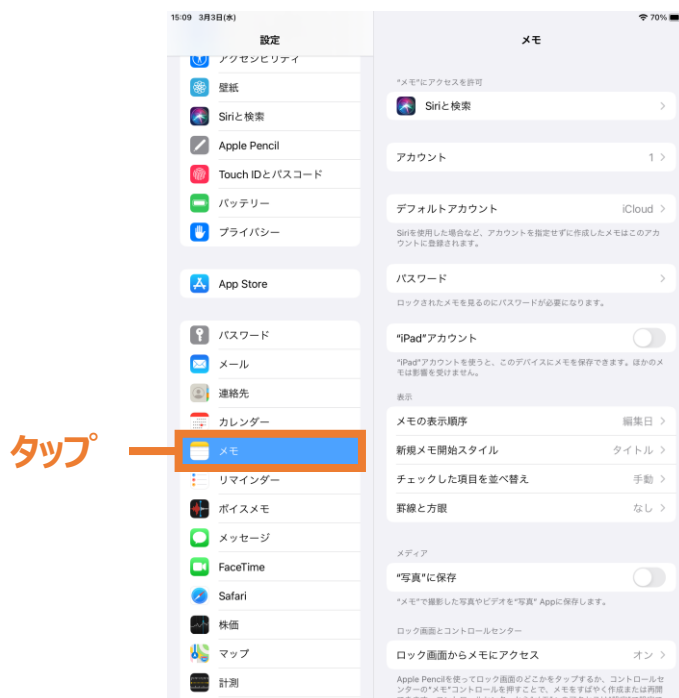 15:09 3月3日(水)
70%
設定
アクセシビリティ
壁紙
Siriと検索
Apple Pencil
Touch IDとパスコード
バッテリー
プライバシー
App Store
パスワード
メール
連絡先
カレンダー
タップ
メモ
リマインダー
ボイスメモ
メッセージ
FaceTime
Safari
株価
マップ
計測
メモ
"メモ"にアクセスを許可
Siriと検索
アカウント 1
デフォルトアカウント iCloud
Siriを使用した場合など、アカウントを指定せずに作成したメモはこのアカ
ウントに登録されます。
パスワード
ロックされたメモを見るのにパスワードが必要になります。
"iPad"アカウント
"iPad"アカウントを使うと、このデバイスにメモを保存できます。ほかのメ
モは影響を受けません。
表示
メモの表示順序 編集日
新規メモ開始スタイル タイトル
チェックした項目を並べ替え 手動
罫線と方眼 なし
メディア
"写真"に保存
"メモ"で撮影した写真やビデオを"写真" Appに保存します。
ロック画面とコントロールセンター
ロック画面からメモにアクセス オン
Apple Pencilを使ってロック画面のどこかをタップするか、コントロールセ
ンターの"メモ"コントロールを押すことで、メモをすばやく作成または再開